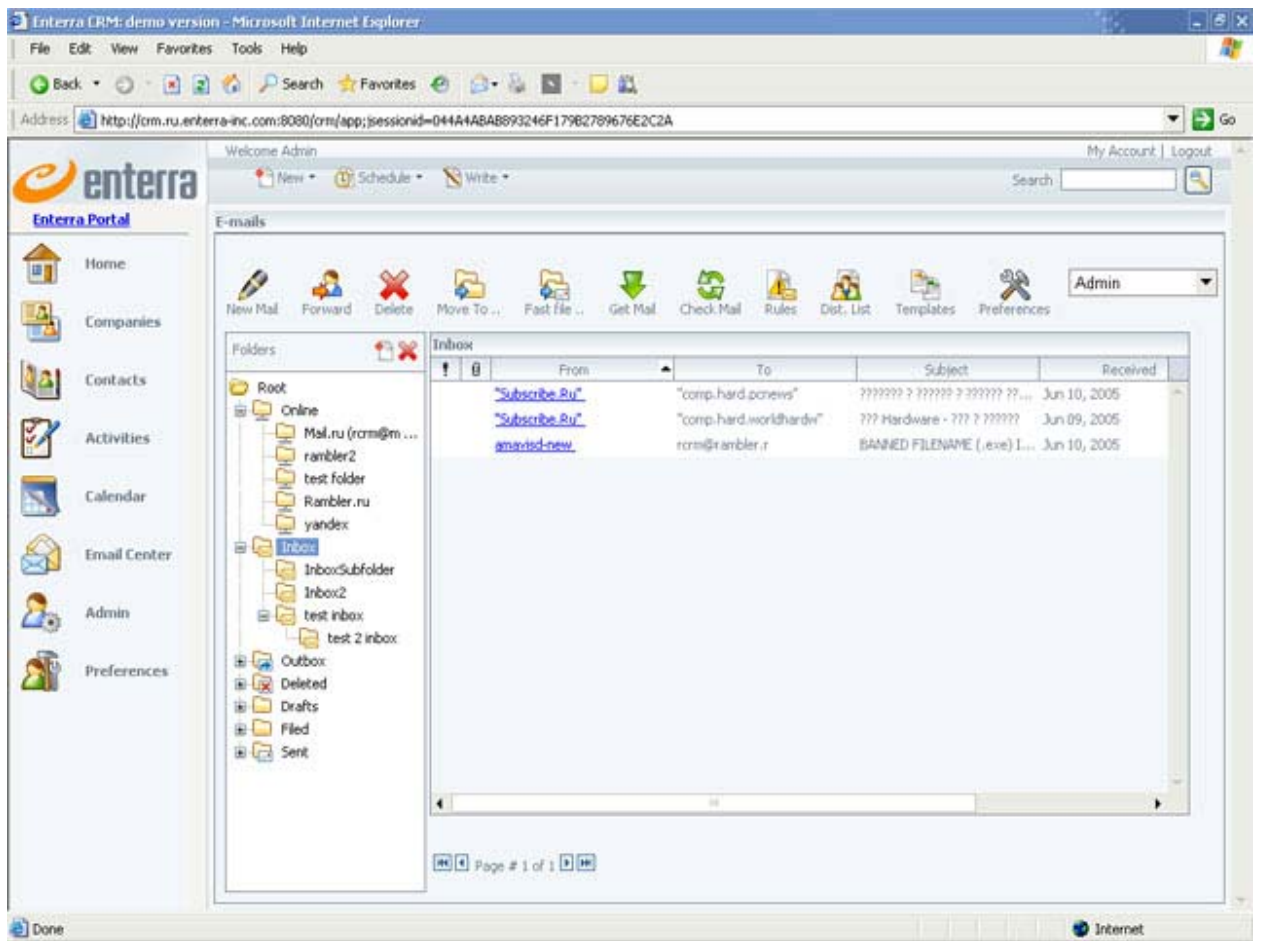 Enterra CRM: demo version - Microsoft Internet Explorer
File Edit View Favorites Tools Help
Back Search Favorites
Address http://crm.ru.enterra-inc.com:8080/crm/app;jsessionid=044A4ABAB893246F179B2789676E2C2A Go
Welcome Admin My Account | Logout
enterra
New Schedule Write Search
Enterra Portal
E-mails
Home
Companies
Contacts
Activities
Calendar
Email Center
Admin
Preferences
New Mail Forward Delete Move To .. Fast file .. Get Mail Check Mail Rules Dist. List Templates Preferences Admin
Folders
Root
Online
Mail.ru (rcrm@m ...
rambler2
test folder
Rambler.ru
yandex
Inbox
InboxSubfolder
Inbox2
test inbox
test 2 inbox
Outbox
Deleted
Drafts
Filed
Sent
Inbox
! From To Subject Received
"Subscribe.Ru" "comp.hard.pcnews" ??????? ? ?????? ? ?????? ??... Jun 10, 2005
"Subscribe.Ru" "comp.hard.worldhardw" ??? Hardware - ??? ? ?????? Jun 09, 2005
amavisd-new rcrm@rambler.r BANNED FILENAME (.exe) I... Jun 10, 2005
Page # 1 of 1
Done Internet